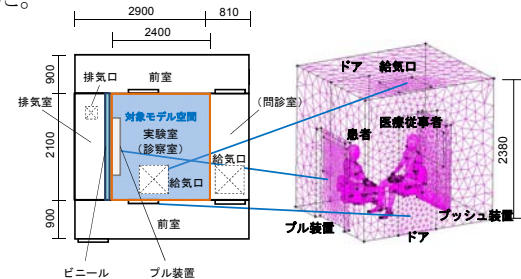 こ。
2900
810
2400
900
2100
900
排気口
前室
排気室
対象モデル空間
実験室
（診察室）
（問診室）
給気口
給気口
前室
ビニール
プル装置
ドア
給気口
医療従事者
患者
2380
プル装置
プッシュ装置
ドア